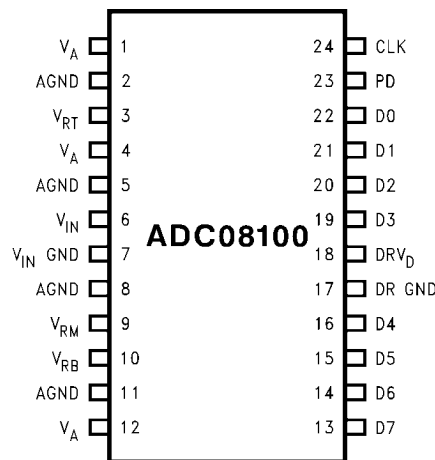 V_A 1 24 CLK
AGND 2 23 PD
V_RT 3 22 D0
V_A 4 21 D1
AGND 5 20 D2
V_IN 6 19 D3
ADC08100
V_IN GND 7 18 DRV_D
AGND 8 17 DR GND
V_RM 9 16 D4
V_RB 10 15 D5
AGND 11 14 D6
V_A 12 13 D7